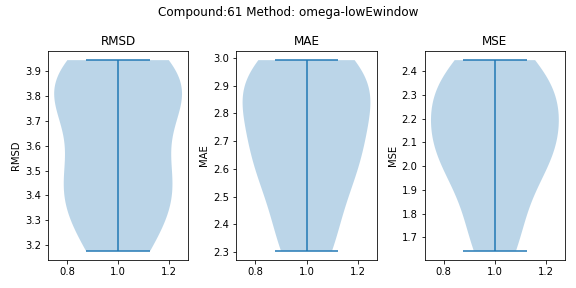 Compound:61 Method: omega-lowEwindow
RMSD
MAE
MSE
3.9
3.8
3.7
3.6
3.5
3.4
3.3
3.2
RMSD
0.8 1.0 1.2
3.0
2.9
2.8
2.7
2.6
2.5
2.4
2.3
MAE
0.8 1.0 1.2
2.4
2.3
2.2
2.1
2.0
1.9
1.8
1.7
MSE
0.8 1.0 1.2